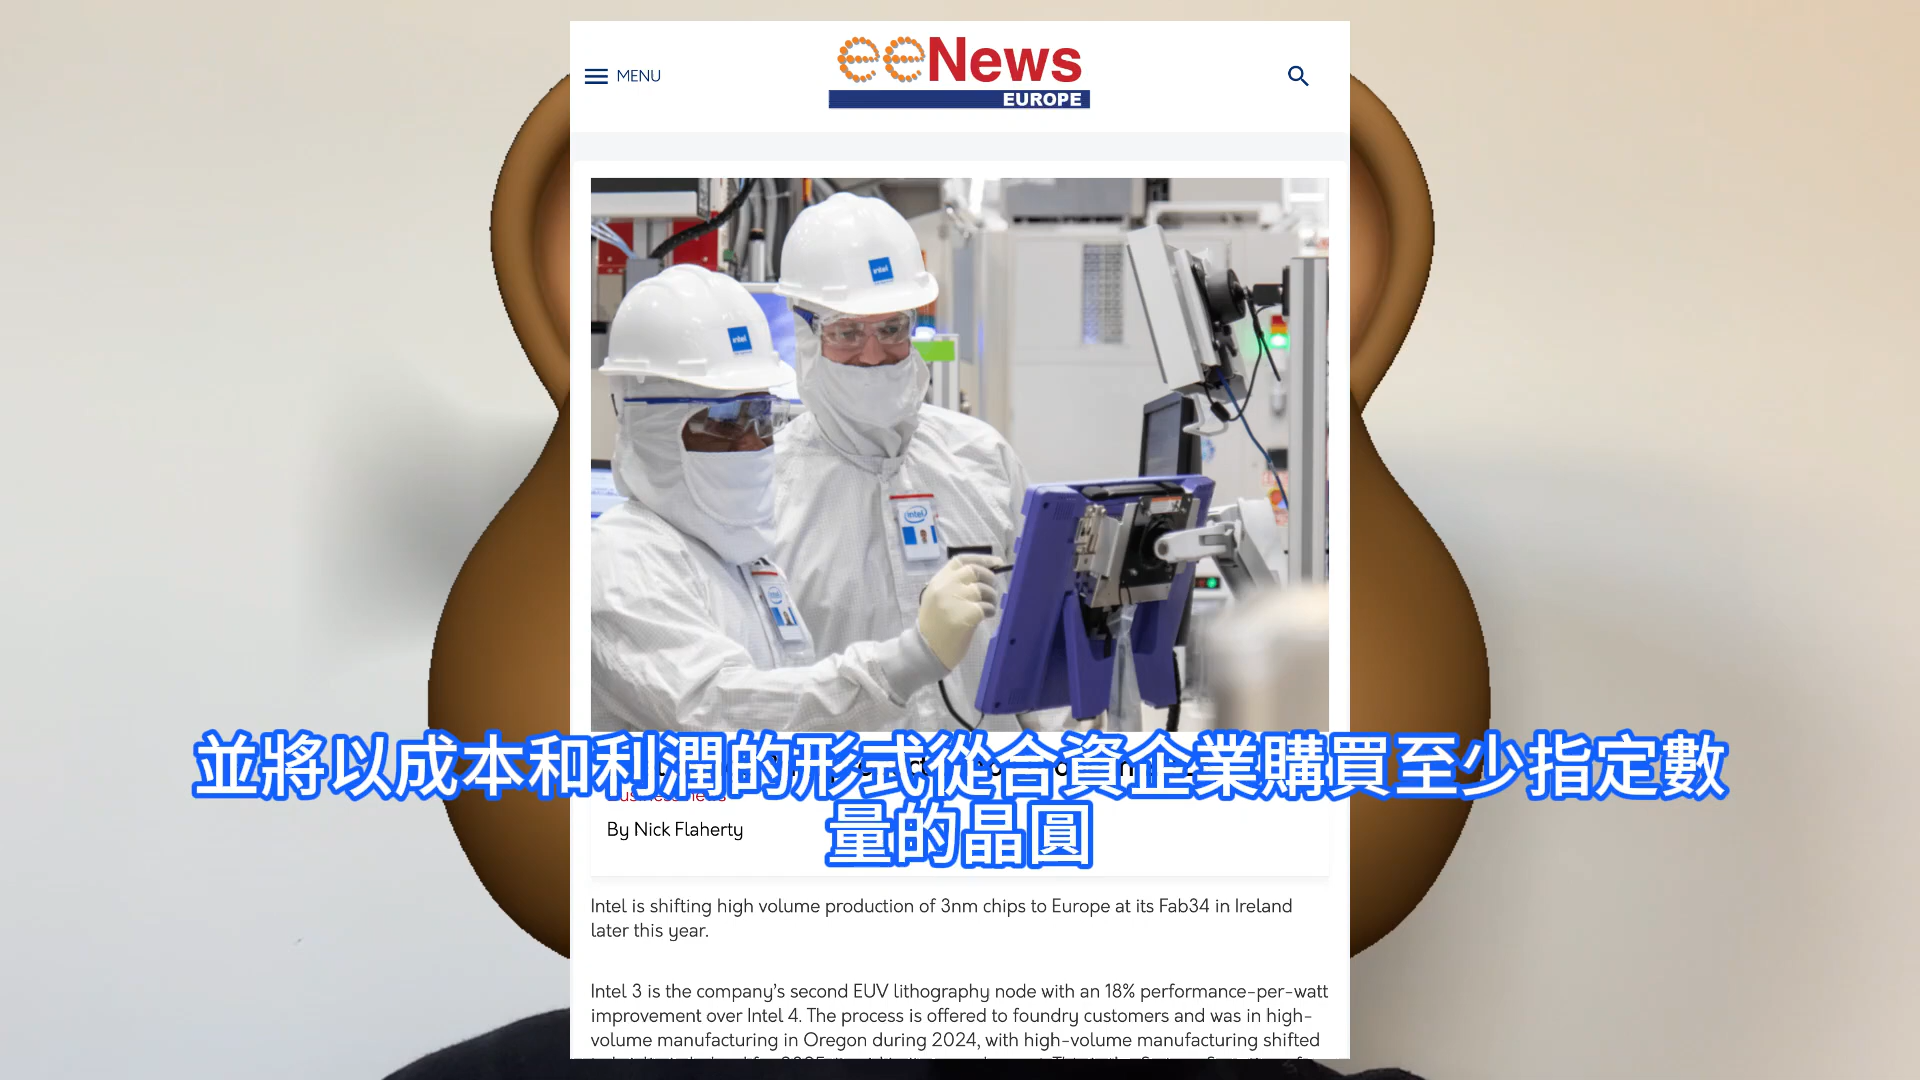 MENU
eeNews
EUROPE
intel
intel
intel
並將以成本和利潤的形式從合資企業購買至少指定數
量的晶圓
By Nick Flaherty
Intel is shifting high volume production of 3nm chips to Europe at its Fab34 in Ireland
later this year.
Intel 3 is the company's second EUV lithography node with an 18% performance-per-watt
improvement over Intel 4. The process is offered to foundry customers and was in high-
volume manufacturing in Oregon during 2024, with high-volume manufacturing shifted